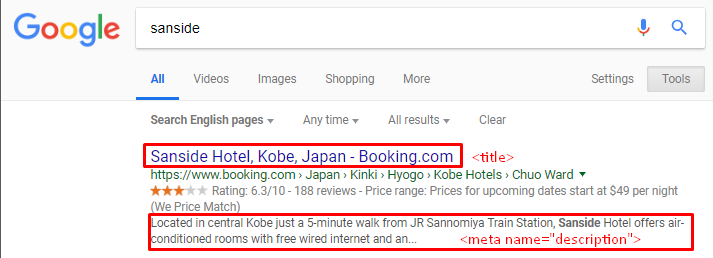 Google sanside
All Videos Images Shopping More Settings Tools
Search English pages Any time All results Clear
Sanside Hotel, Kobe, Japan - Booking.com <title>
https://www.booking.com › Japan › Kinki › Hyogo › Kobe Hotels › Chuo Ward
Rating: 6.3/10 - 188 reviews - Price range: Prices for upcoming dates start at $49 per night
(We Price Match)
Located in central Kobe just a 5-minute walk from JR Sannomiya Train Station, Sanside Hotel offers air-
conditioned rooms with free wired internet and an... <meta name="description">